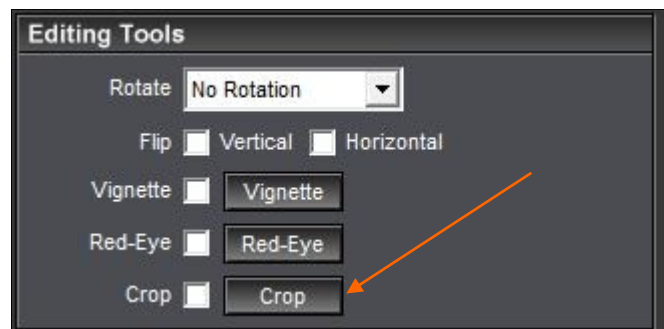 Editing Tools
Rotate No Rotation
Flip Vertical Horizontal
Vignette Vignette
Red-Eye Red-Eye
Crop Crop